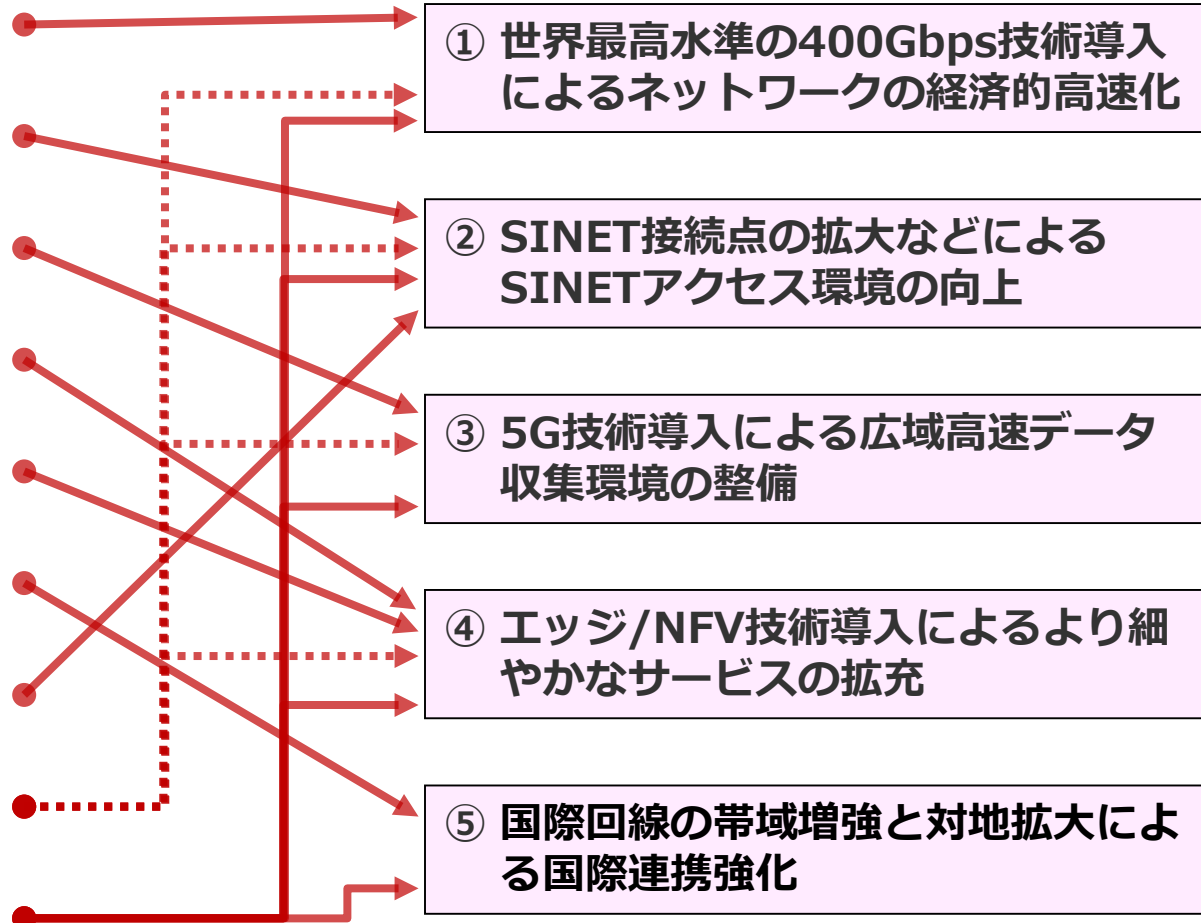 ① 世界最高水準の400Gbps技術導入
によるネットワークの経済的高速化
② SINET接続点の拡大などによる
SINETアクセス環境の向上
③ 5G技術導入による広域高速データ
収集環境の整備
④ エッジ/NFV技術導入によるより細
やかなサービスの拡充
⑤ 国際回線の帯域増強と対地拡大によ
る国際連携強化